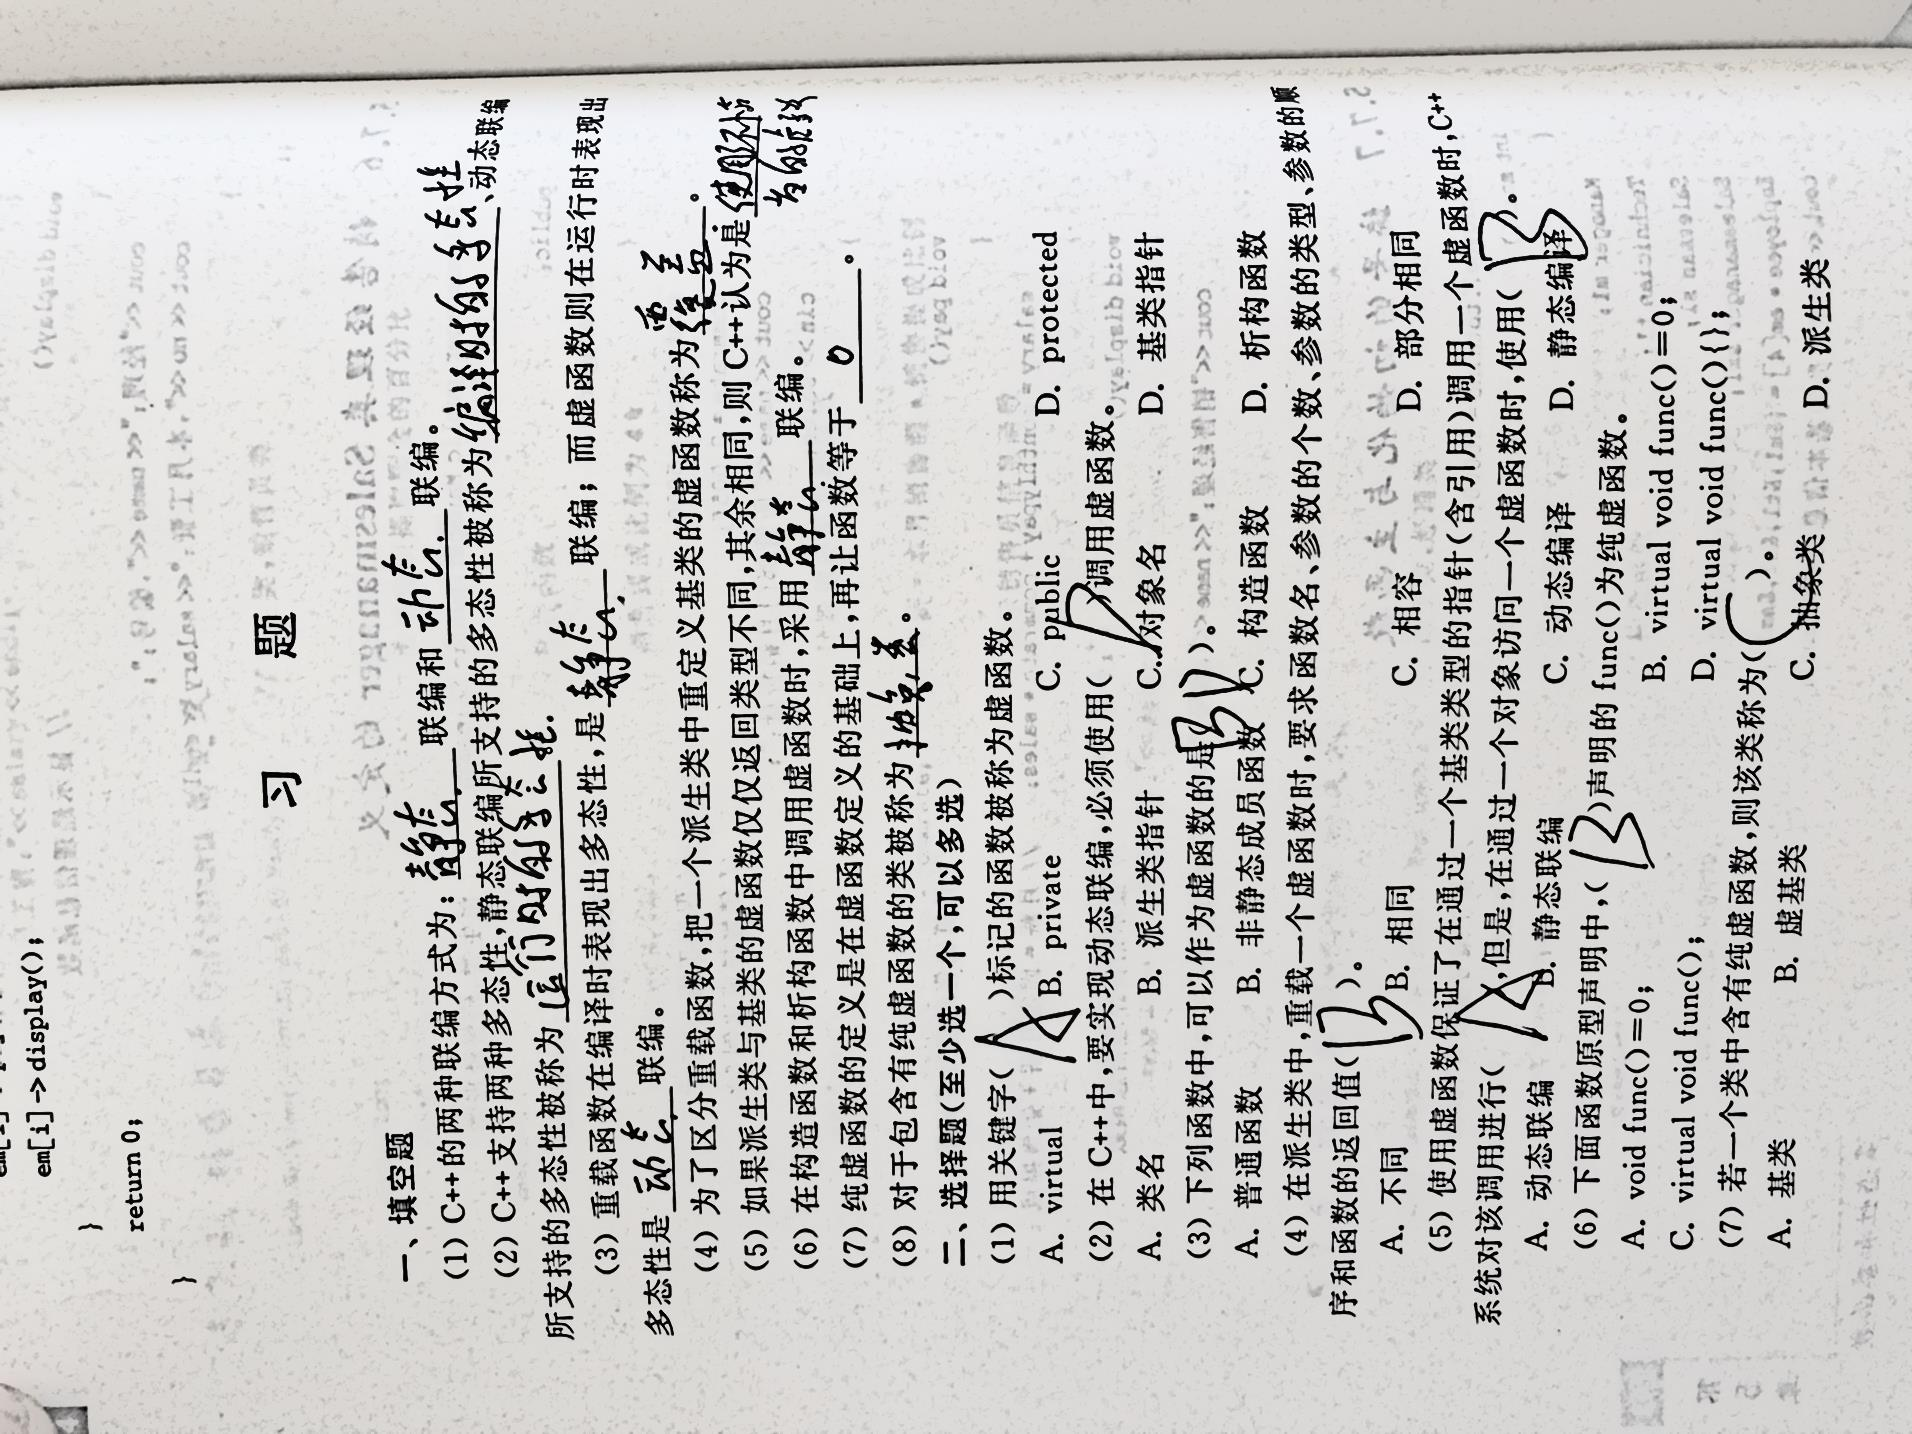 em[i]->display();
}
return 0;
}
习 题
一、填空题
(1) C++的两种联编方式为：静态联编和动态联编。
(2) C++支持两种多态性,静态联编所支持的多态性被称为编译时的多态性、动态联编
所支持的多态性被称为运行时的多态性.
(3) 重载函数在编译时表现出多态性,是静态联编；而虚函数则在运行时表现出
多态性是动态联编。
(4) 为了区分重载函数,把一个派生类中重定义基类的虚函数称为。
(5) 如果派生类与基类的虚函数仅仅返回类型不同,其余相同,则C++认为是使用不恰当的函数
(6) 在构造函数和析构函数中调用虚函数时,采用静态联编。
(7) 纯虚函数的定义是在虚函数定义的基础上,再让函数等于0。
(8) 对于包含有纯虚函数的类被称为抽象类。
二、选择题(至少选一个,可以多选)
(1) 用关键字(A)标记的函数被称为虚函数。
A. virtual B. private C. public D. protected
(2) 在C++中,要实现动态联编,必须使用(D)调用虚函数。
A. 类名 B. 派生类指针 C. 对象名 D. 基类指针
(3) 下列函数中,可以作为虚函数的是(BD)。
A. 普通函数 B. 非静态成员函数 C. 构造函数 D. 析构函数
(4) 在派生类中,重载一个虚函数时,要求函数名、参数的个数、参数的类型、参数的顺
序和函数的返回值(B)。
A. 不同 B. 相同 C. 相容 D. 部分相同
(5) 使用虚函数保证了在通过一个基类类型的指针(含引用)调用一个虚函数时,C++
系统对该调用进行(A),但是,在通过一个对象访问一个虚函数时,使用(B)。
A. 动态联编 B. 静态联编 C. 动态编译 D. 静态编译
(6) 下面函数原型声明中,(B)声明的func()为纯虚函数。
A. void func()=0; B. virtual void func()=0;
C. virtual void func(); D. virtual void func(){};
(7) 若一个类中含有纯虚函数,则该类称为(C)。
A. 基类 B. 虚基类 C. 抽象类 D. 派生类